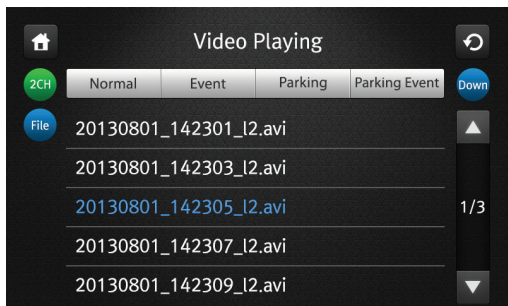 Video Playing
2CH
Normal Event Parking Parking Event
Down
File
20130801_142301_l2.avi
20130801_142303_l2.avi
20130801_142305_l2.avi
1/3
20130801_142307_l2.avi
20130801_142309_l2.avi